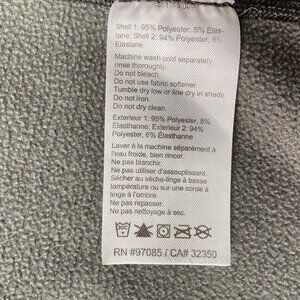 Shell 1: 95% Polyester, 5% Elas-
tane; Shell 2: 94% Polyester, 6%
Elastane
Machine wash cold separately,
rinse thoroughly.
Do not bleach.
Do not use fabric softener.
Tumble dry low or line dry in shade.
Do not iron.
Do not dry clean.
Exterieur 1: 95% Polyester, 5%
Élasthanne; Exterieur 2: 94%
Polyester, 6% Élasthanne
Laver à la machine séparément à
l'eau froide, bien rincer.
Ne pas blanchir.
Ne pas utiliser d'assouplissant.
Sécher au sèche-linge à basse
température ou sur une corde à
linge à l'ombre.
Ne pas repasser.
Ne pas nettoyage à sec.
RN #97085 / CA# 32350